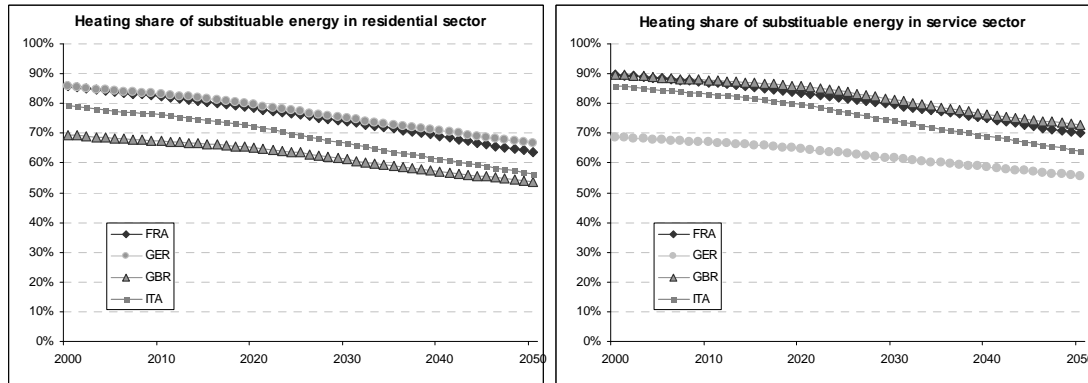 Heating share of substituable energy in residential sector
100%
90%
80%
70%
60%
50%
40%
30%
20%
10%
0%
FRA
GER
GBR
ITA
2000 2010 2020 2030 2040 2050
Heating share of substituable energy in service sector
100%
90%
80%
70%
60%
50%
40%
30%
20%
10%
0%
FRA
GER
GBR
ITA
2000 2010 2020 2030 2040 2050